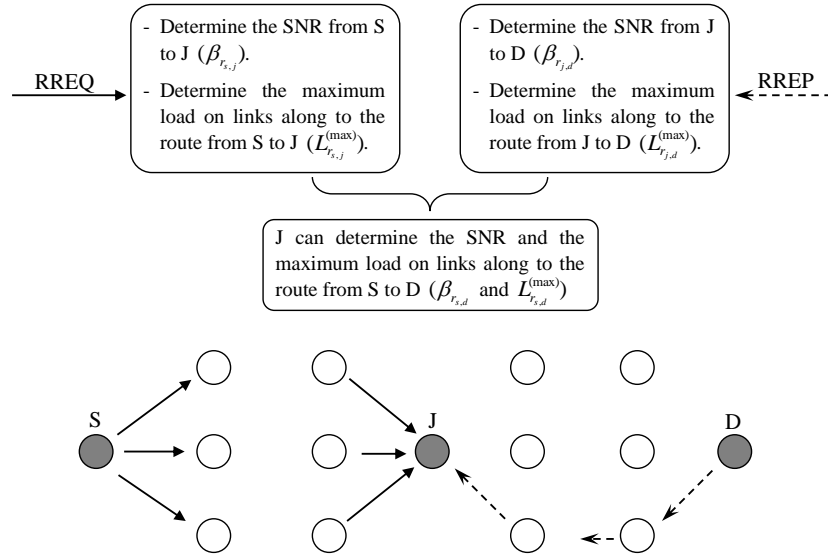 - Determine the SNR from S
to J (β_{r_{s,j}}).
- Determine the maximum
load on links along to the
route from S to J (L_{r_{s,j}}^{(max)}).
- Determine the SNR from J
to D (β_{r_{j,d}}).
- Determine the maximum
load on links along to the
route from J to D (L_{r_{j,d}}^{(max)}).
RREQ
RREP
J can determine the SNR and the
maximum load on links along to the
route from S to D (β_{r_{s,d}} and L_{r_{s,d}}^{(max)})
S
J
D